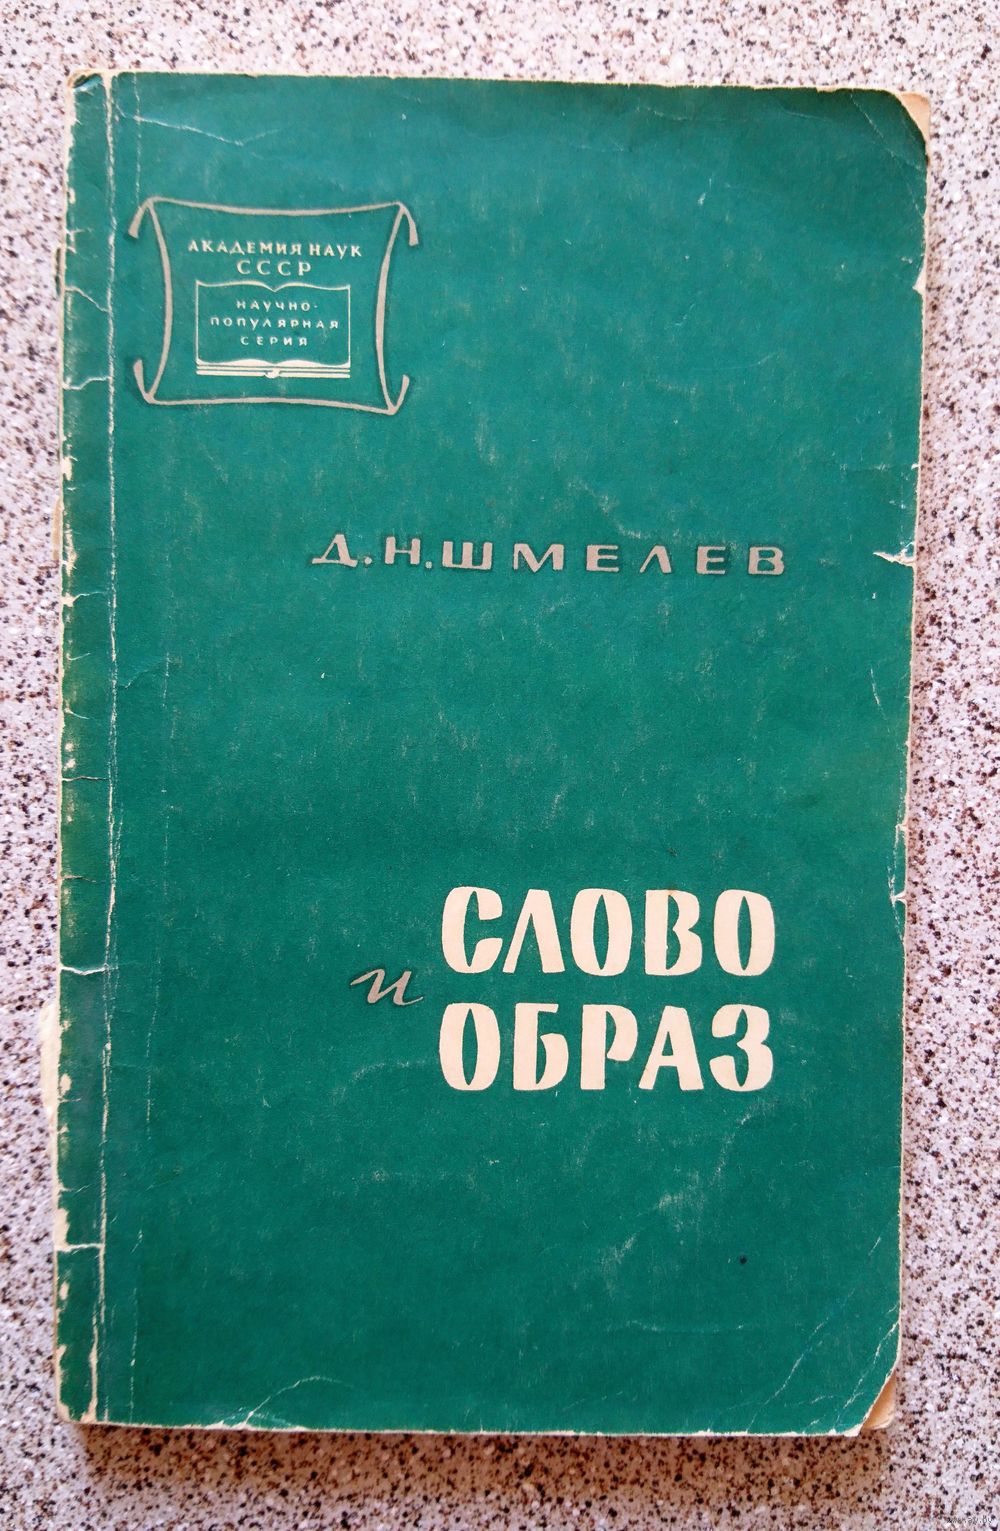 АКАДЕМИЯ НАУК
СССР
НАУЧНО-
ПОПУЛЯРНАЯ
СЕРИЯ
Д.Н.ШМЕЛЕВ
СЛОВО
и
ОБРАЗ